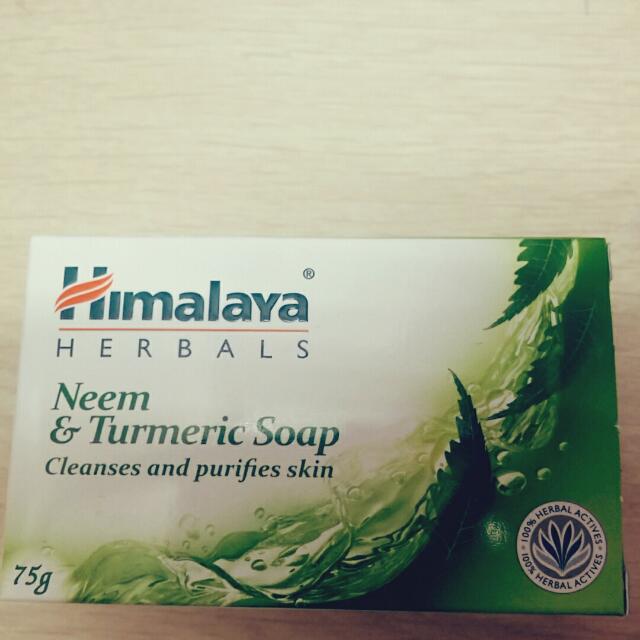 Himalaya®
HERBALS
Neem
& Turmeric Soap
Cleanses and purifies skin
75g
100% HERBAL ACTIVES
100% HERBAL ACTIVES